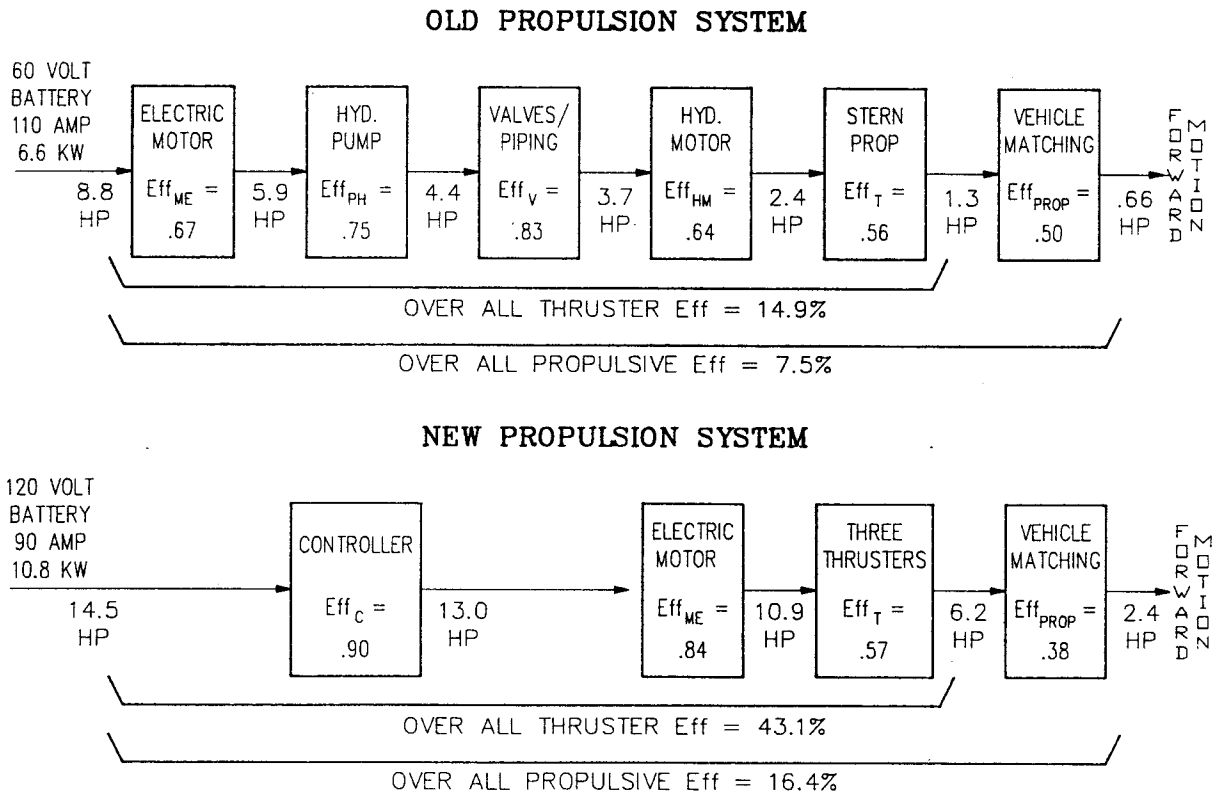 OLD PROPULSION SYSTEM
60 VOLT
BATTERY
110 AMP
6.6 KW
8.8
HP
ELECTRIC
MOTOR
Eff_ME =
.67
5.9
HP
HYD.
PUMP
Eff_PH =
.75
4.4
HP
VALVES/
PIPING
Eff_V =
.83
3.7
HP
HYD.
MOTOR
Eff_HM =
.64
2.4
HP
STERN
PROP
Eff_T =
.56
1.3
HP
VEHICLE
MATCHING
Eff_PROP =
.50
.66
HP
FORWARD
MOTION
OVER ALL THRUSTER Eff = 14.9%
OVER ALL PROPULSIVE Eff = 7.5%
NEW PROPULSION SYSTEM
120 VOLT
BATTERY
90 AMP
10.8 KW
14.5
HP
CONTROLLER
Eff_C =
.90
13.0
HP
ELECTRIC
MOTOR
Eff_ME =
.84
10.9
HP
THREE
THRUSTERS
Eff_T =
.57
6.2
HP
VEHICLE
MATCHING
Eff_PROP =
.38
2.4
HP
FORWARD
MOTION
OVER ALL THRUSTER Eff = 43.1%
OVER ALL PROPULSIVE Eff = 16.4%